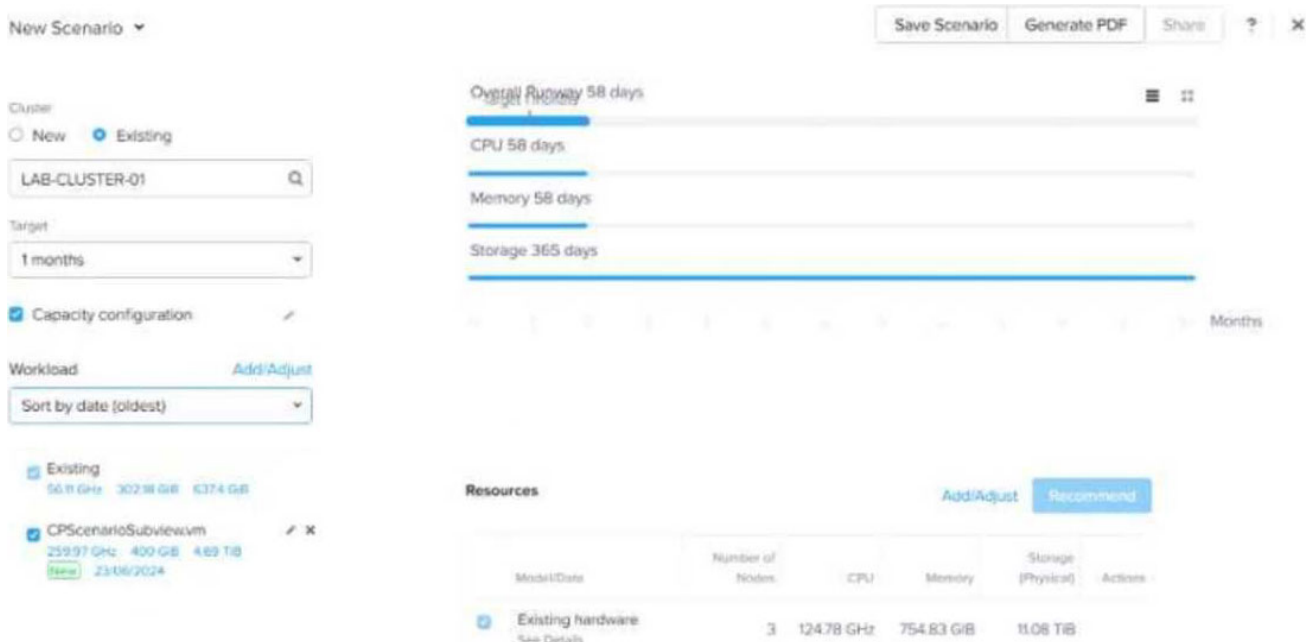 New Scenario
Save Scenario
Generate PDF
Share
?
Cluster
New
Existing
LAB-CLUSTER-01
Target
1 months
Capacity configuration
Workload
Add/Adjust
Sort by date (oldest)
Existing
56.11 GHz 302.18 GiB 637.4 GiB
CPScenarioSubview.vm
259.97 GHz 400 GiB 4.69 TiB
New 23/06/2024
Overall Runway 58 days
CPU 58 days
Memory 58 days
Storage 365 days
Months
Resources
Add/Adjust
Recommend
Model/Date
Number of Nodes
CPU
Memory
Storage (Physical)
Actions
Existing hardware
3 124.78 GHz 754.83 GiB 11.08 TiB
See Details